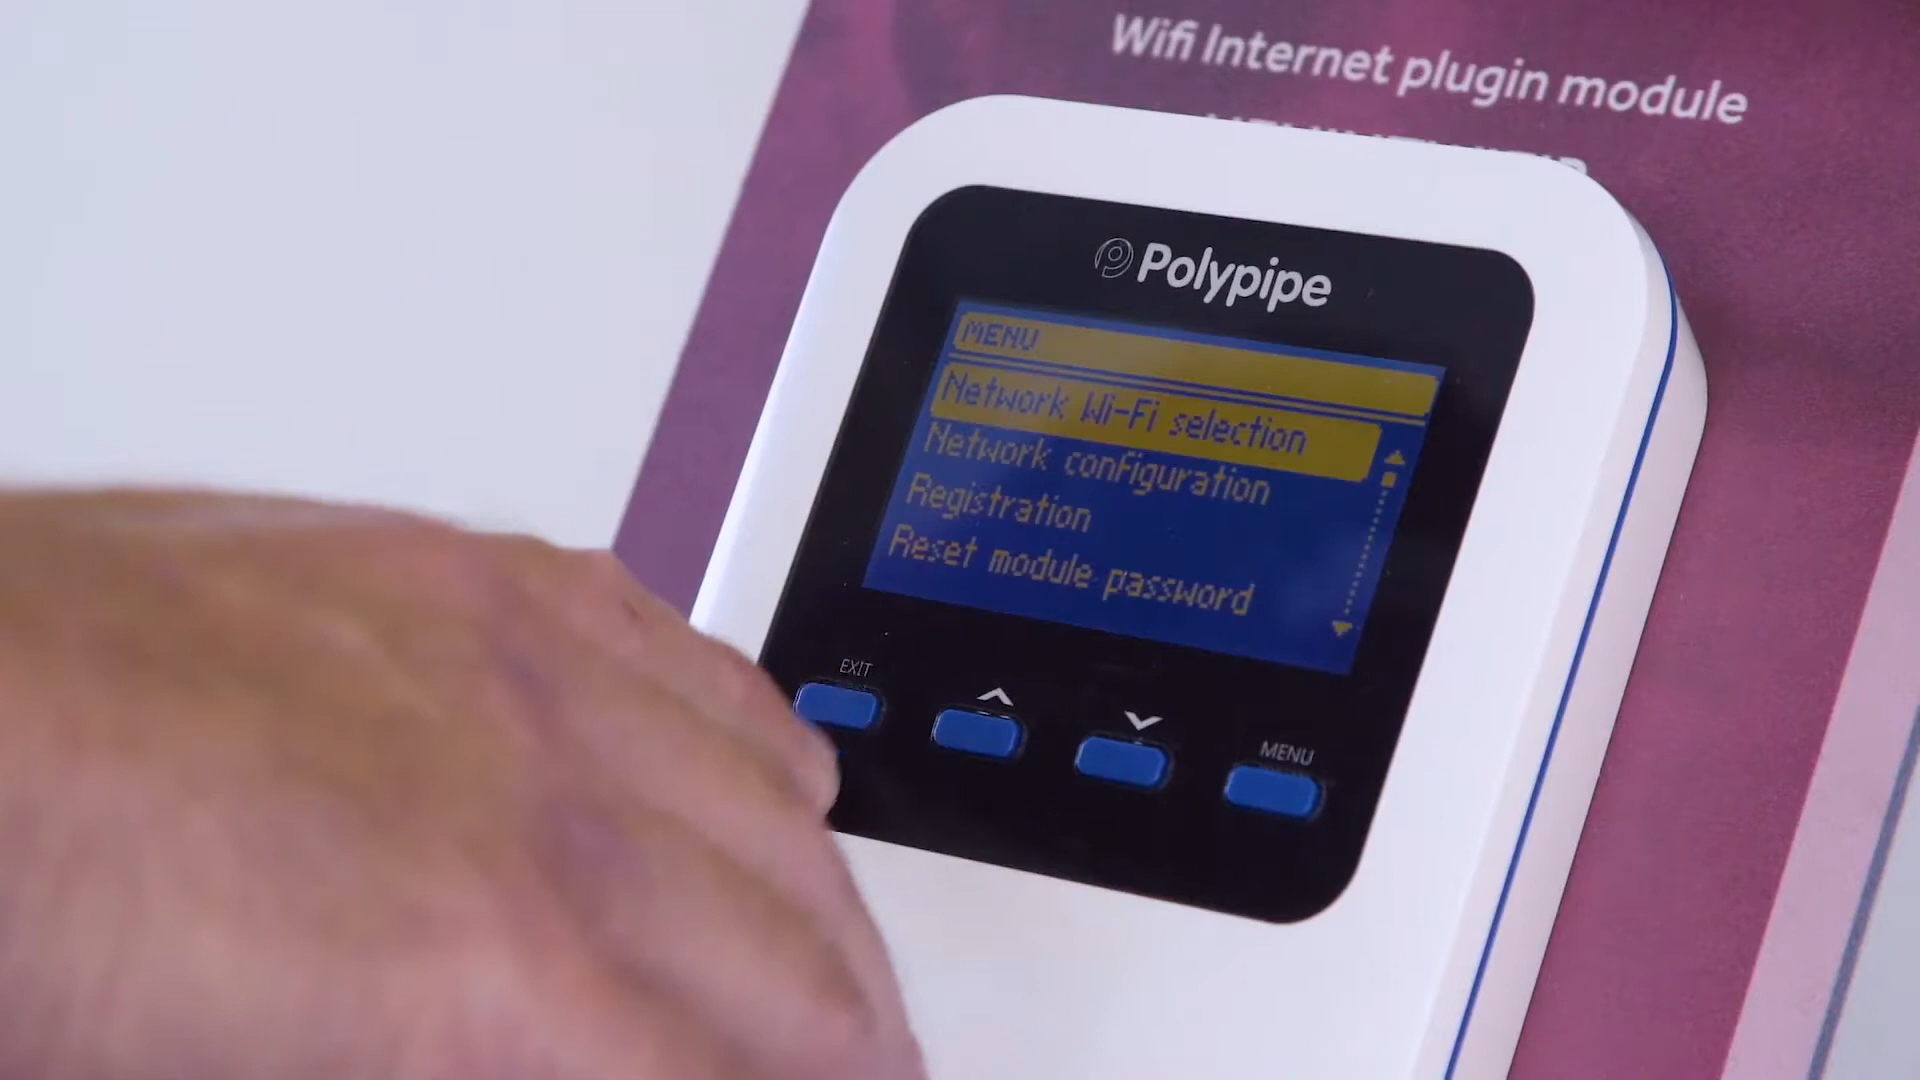 Wifi Internet plugin module
Polypipe
MENU
Network Wi-Fi selection
Network configuration
Registration
Reset module password
EXIT
MENU